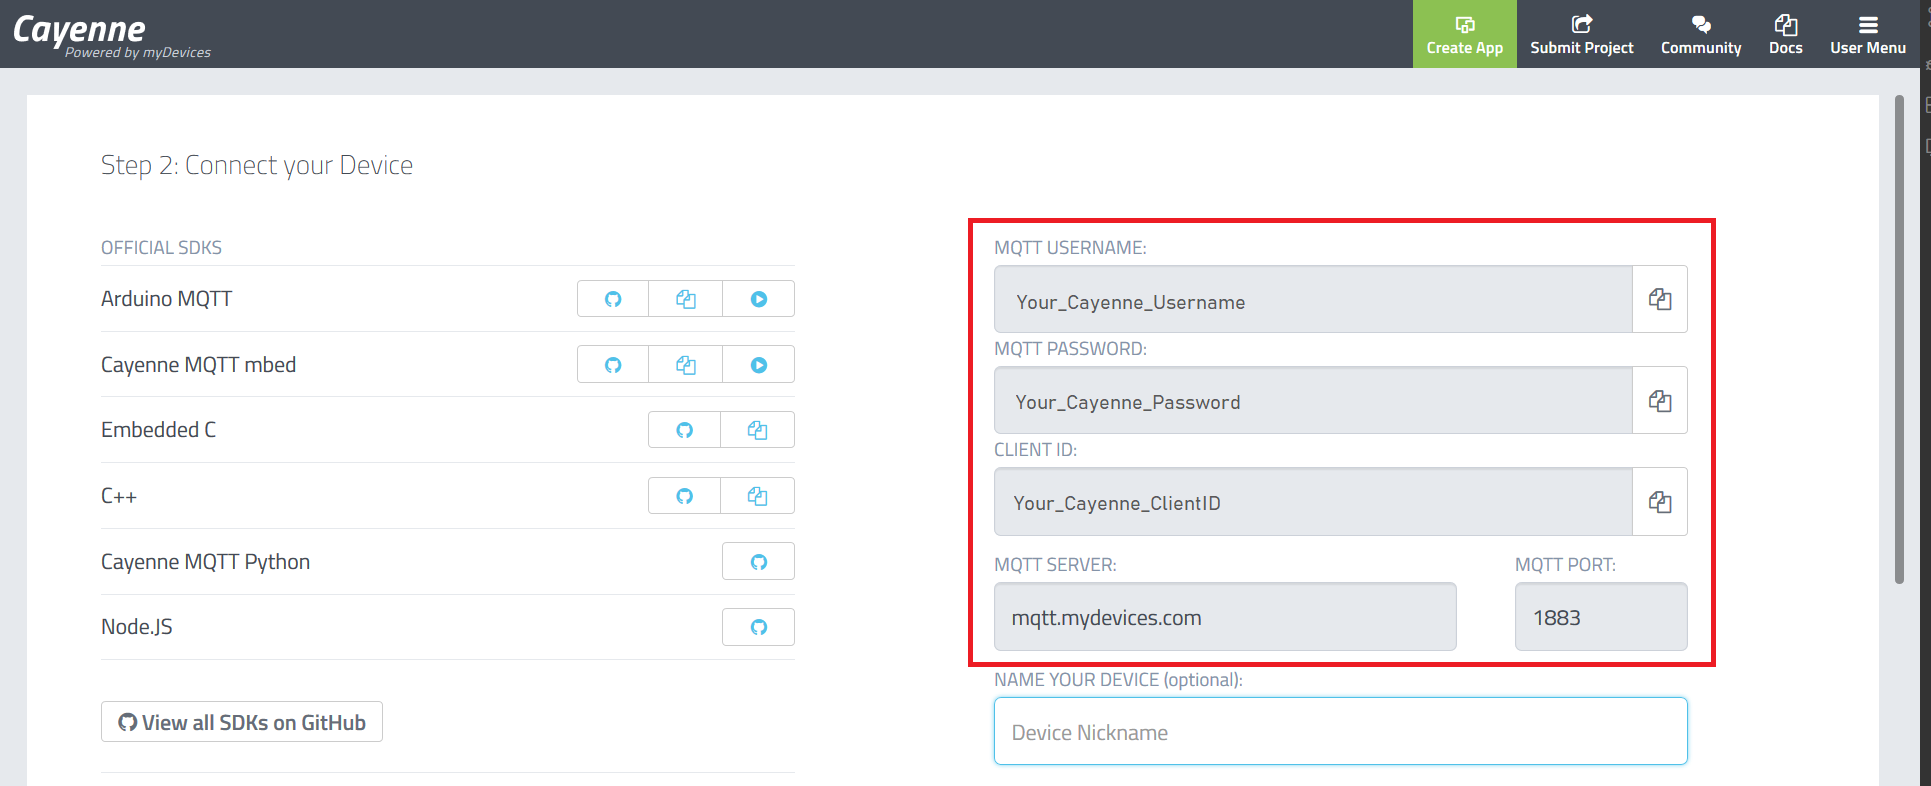 Cayenne
Powered by myDevices
Create App
Submit Project
Community
Docs
User Menu
Step 2: Connect your Device
OFFICIAL SDKS
Arduino MQTT
Cayenne MQTT mbed
Embedded C
C++
Cayenne MQTT Python
Node.JS
View all SDKs on GitHub
MQTT USERNAME:
Your_Cayenne_Username
MQTT PASSWORD:
Your_Cayenne_Password
CLIENT ID:
Your_Cayenne_ClientID
MQTT SERVER:
mqtt.mydevices.com
MQTT PORT:
1883
NAME YOUR DEVICE (optional):
Device Nickname